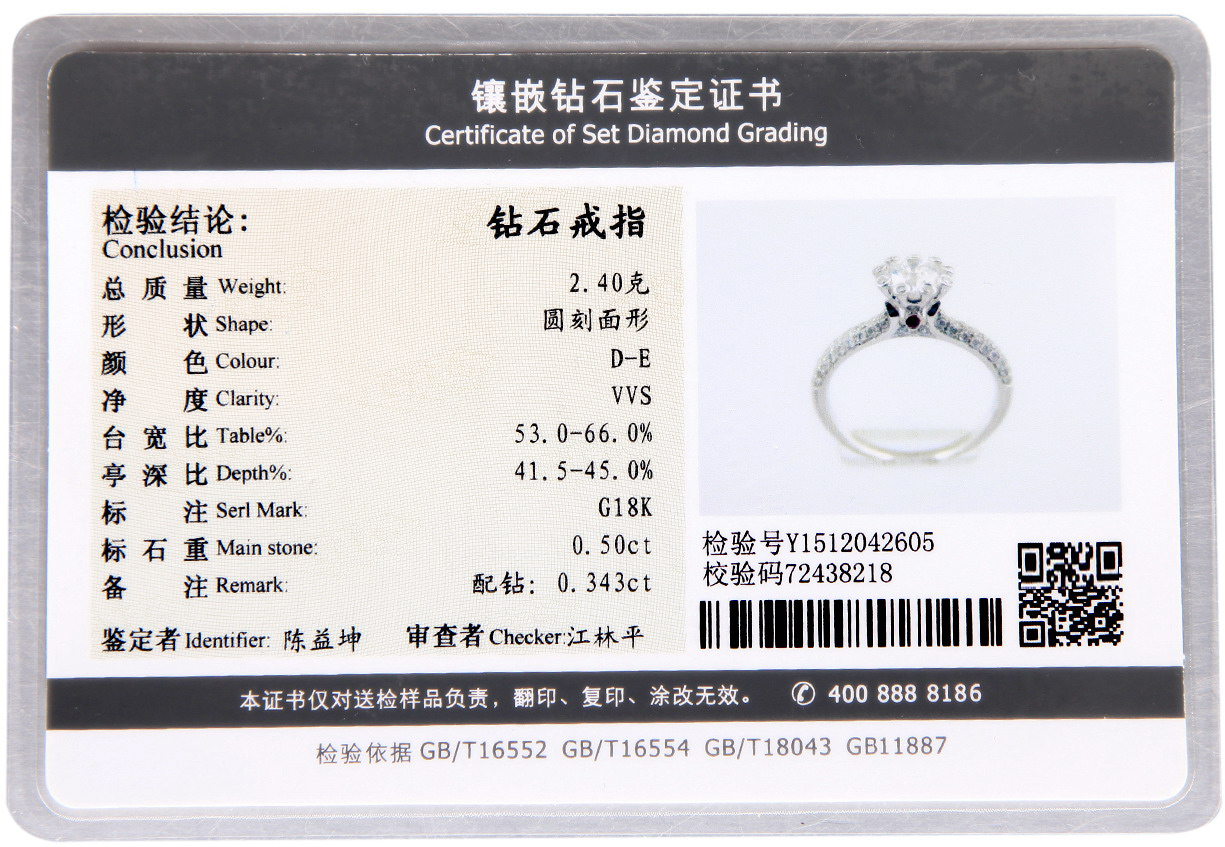 镶嵌钻石鉴定证书
Certificate of Set Diamond Grading
检验结论: 钻石戒指
Conclusion
总质量 Weight: 2.40克
形状 Shape: 圆刻面形
颜色 Colour: D-E
净度 Clarity: VVS
台宽比 Table%: 53.0-66.0%
亭深比 Depth%: 41.5-45.0%
标注 Serl Mark: G18K
标石重 Main stone: 0.50ct
备注 Remark: 配钻: 0.343ct
鉴定者 Identifier: 陈益坤 审查者 Checker: 江林平
检验号Y1512042605
校验码72438218
本证书仅对送检样品负责，翻印、复印、涂改无效。 ✆ 400 888 8186
检验依据 GB/T16552 GB/T16554 GB/T18043 GB11887